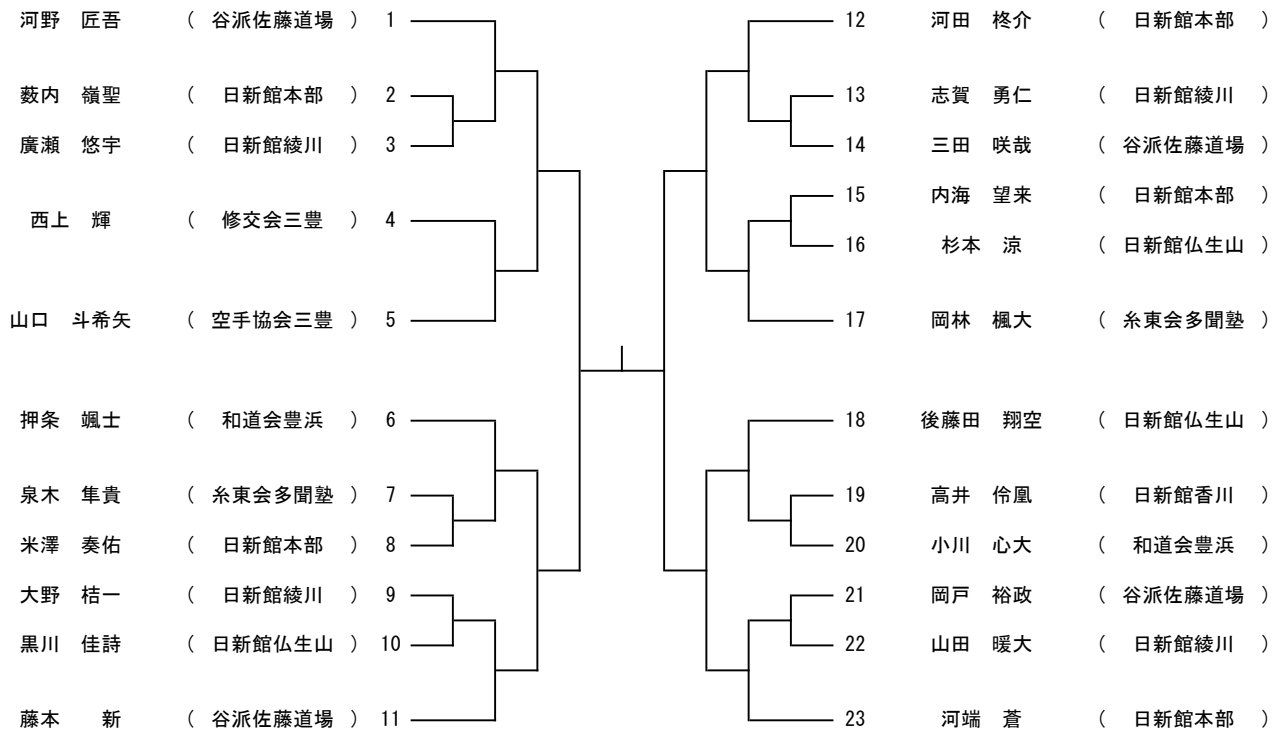 河野　匠吾 （ 谷派佐藤道場 ） 1
薮内　嶺聖 （ 日新館本部 ） 2
廣瀬　悠宇 （ 日新館綾川 ） 3
西上　輝 （ 修交会三豊 ） 4
山口　斗希矢 （ 空手協会三豊 ） 5
押条　颯士 （ 和道会豊浜 ） 6
泉木　隼貴 （ 糸東会多聞塾 ） 7
米澤　奏佑 （ 日新館本部 ） 8
大野　桔一 （ 日新館綾川 ） 9
黒川　佳詩 （ 日新館仏生山 ） 10
藤本　新 （ 谷派佐藤道場 ） 11
12 河田　柊介 （ 日新館本部 ）
13 志賀　勇仁 （ 日新館綾川 ）
14 三田　咲哉 （ 谷派佐藤道場 ）
15 内海　望来 （ 日新館本部 ）
16 杉本　涼 （ 日新館仏生山 ）
17 岡林　楓大 （ 糸東会多聞塾 ）
18 後藤田　翔空 （ 日新館仏生山 ）
19 高井　伶凰 （ 日新館香川 ）
20 小川　心大 （ 和道会豊浜 ）
21 岡戸　裕政 （ 谷派佐藤道場 ）
22 山田　暖大 （ 日新館綾川 ）
23 河端　蒼 （ 日新館本部 ）